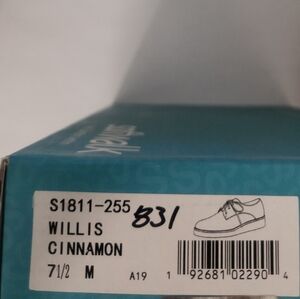 S1811-255
831
WILLIS
CINNAMON
7 1/2 M
A19
1 92681 02290 4